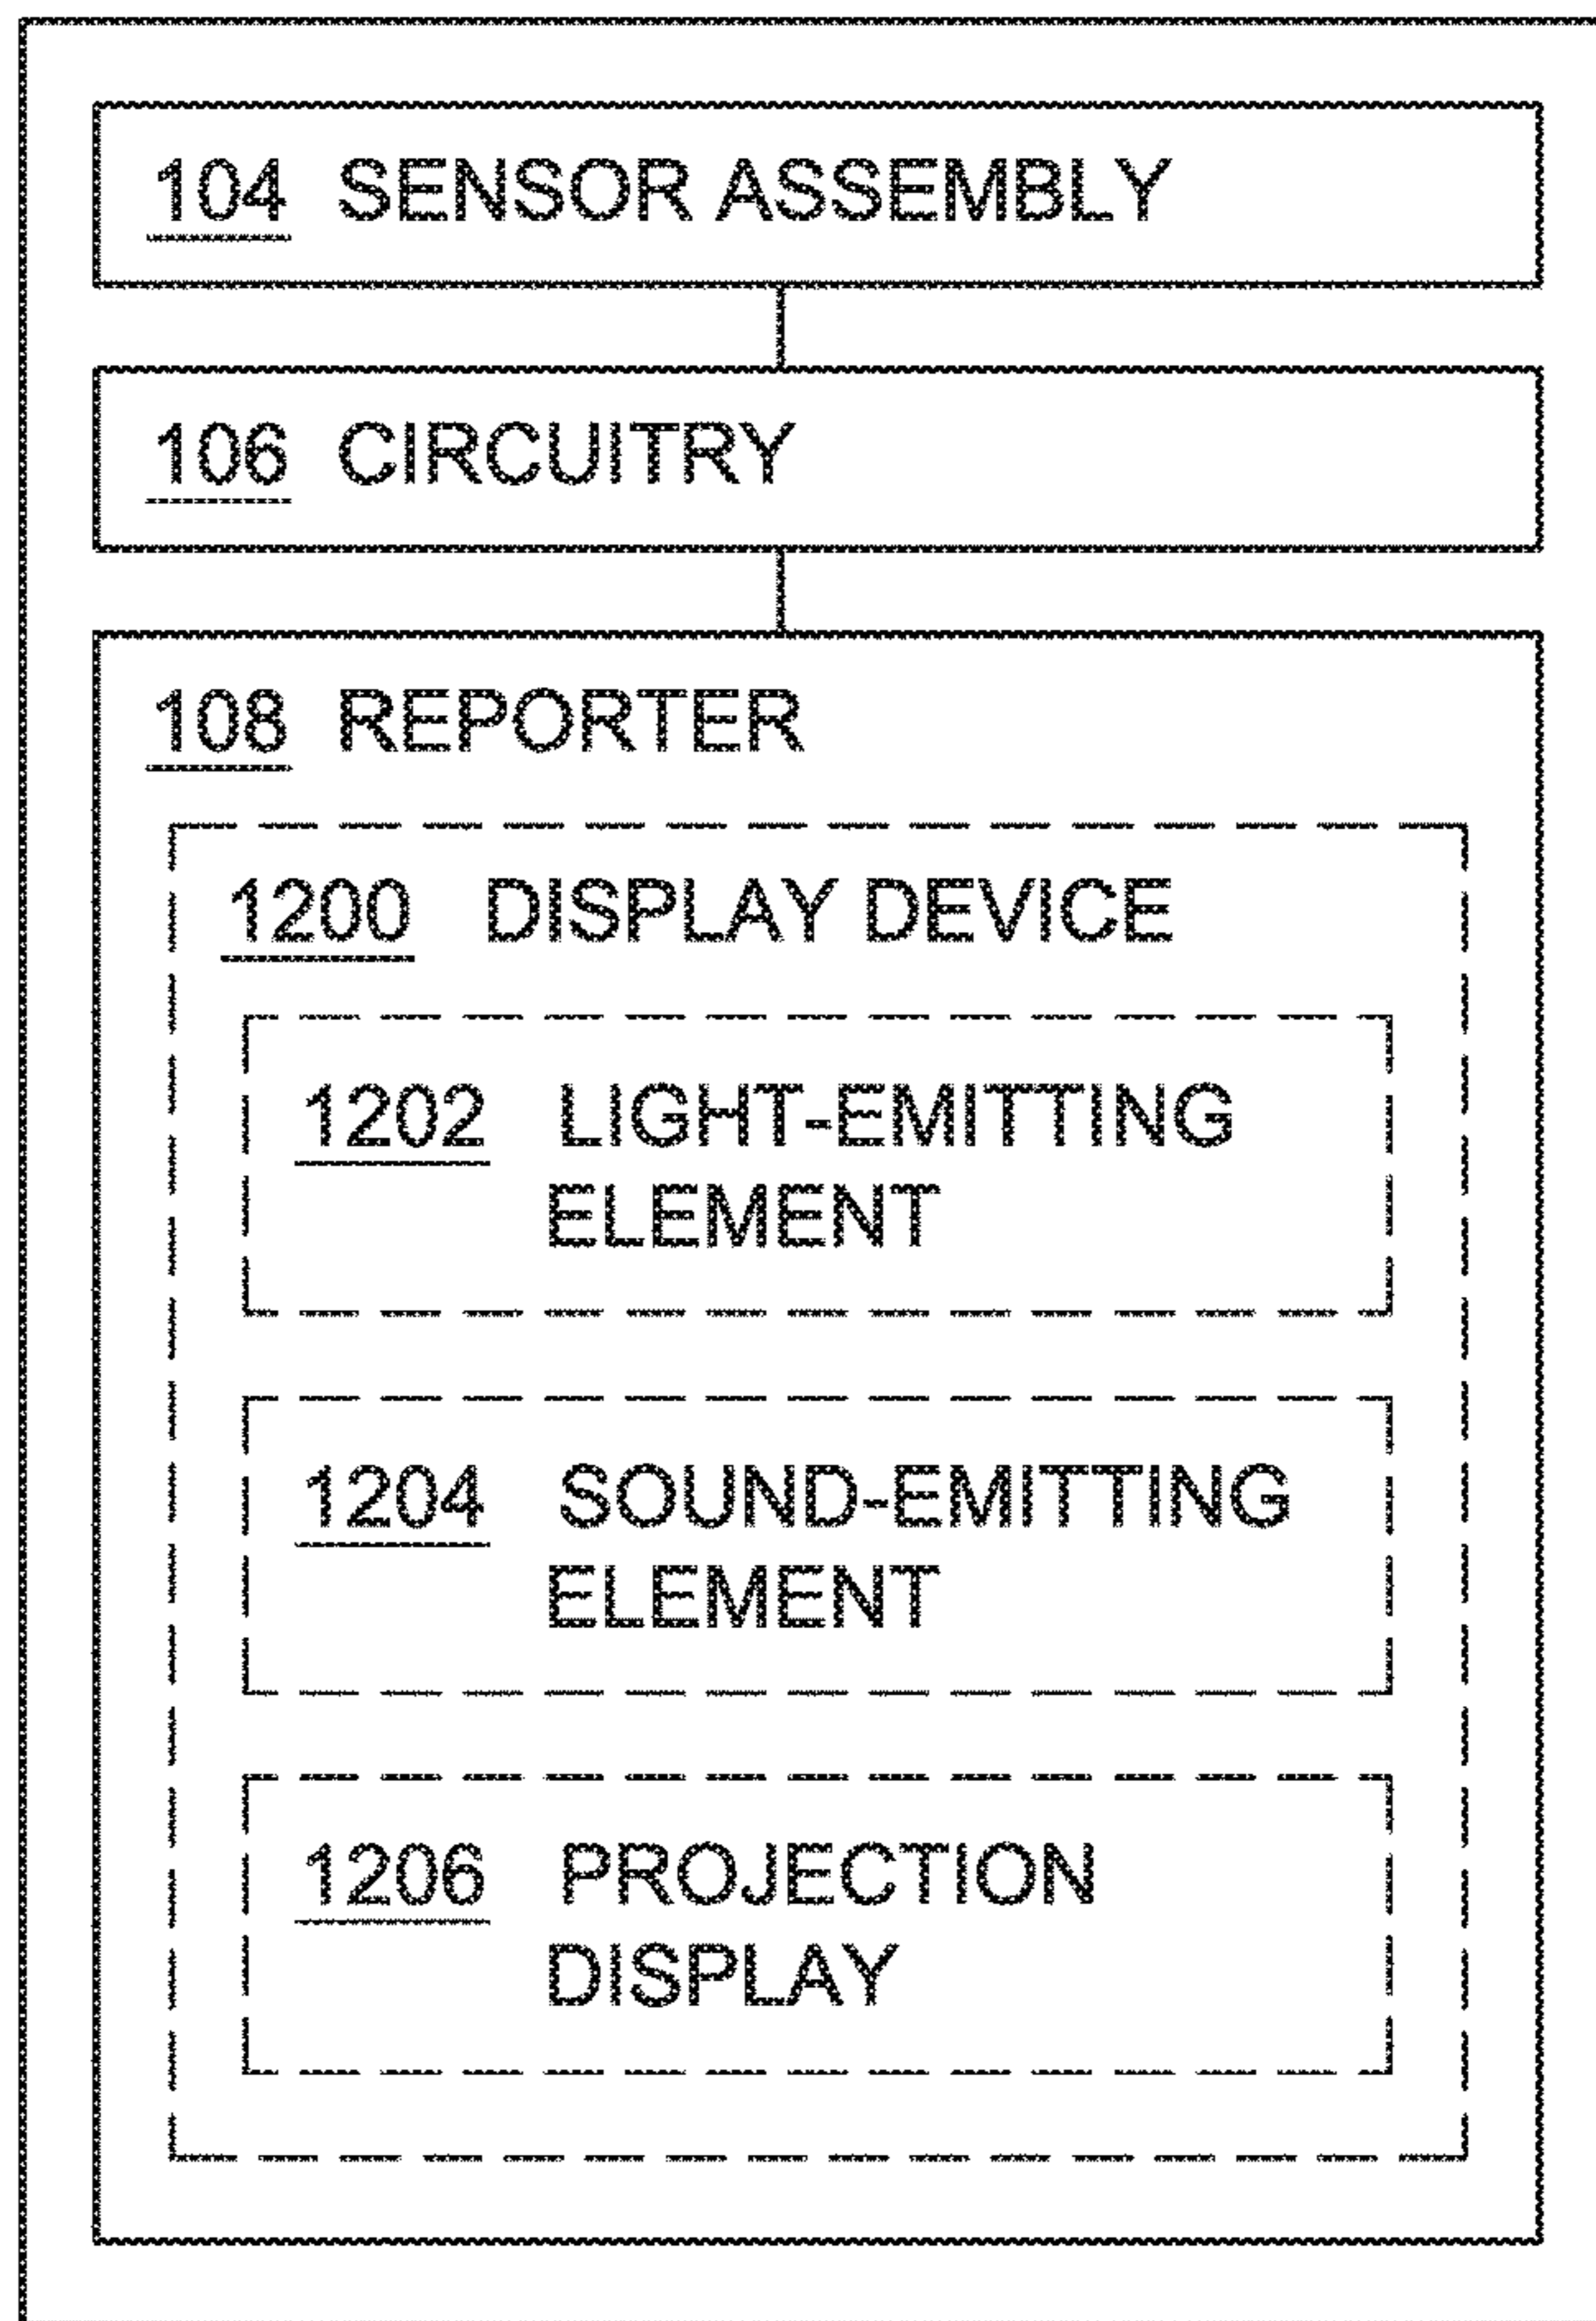 104 SENSOR ASSEMBLY
106 CIRCUITRY
108 REPORTER
1200 DISPLAY DEVICE
1202 LIGHT-EMITTING
ELEMENT
1204 SOUND-EMITTING
ELEMENT
1206 PROJECTION
DISPLAY